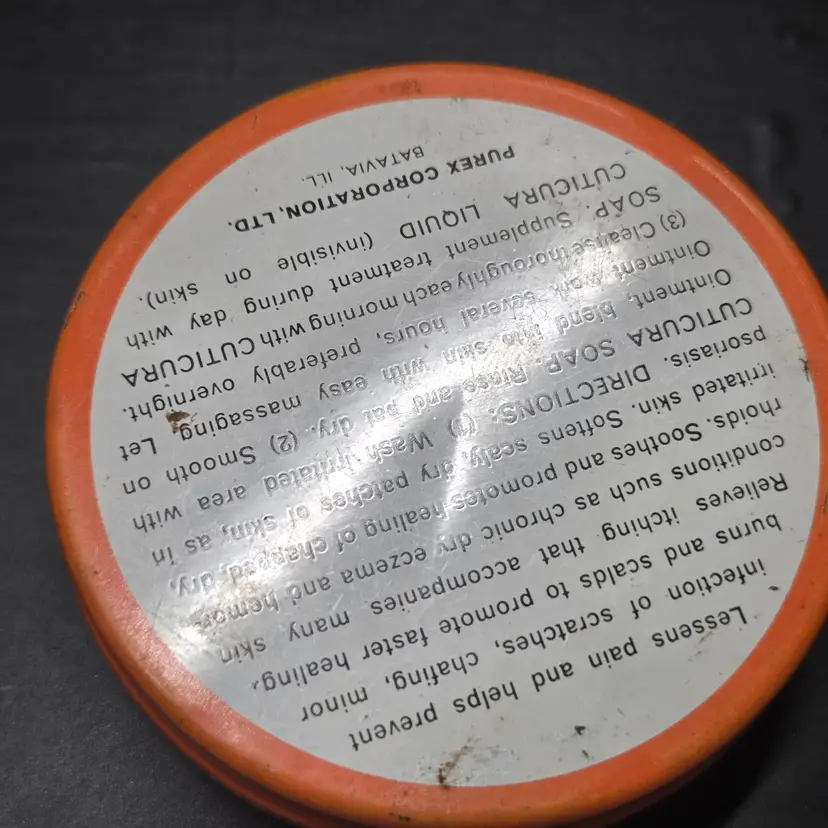 Lessens pain and helps prevent
infection of scratches, chafing, minor
burns and scalds to promote faster healing.
Relieves itching that accompanies many skin
conditions such as chronic dry eczema and hemor-
rhoids. Soothes and promotes healing of chapped, dry,
irritated skin. Softens scaly, dry patches of skin, as in
psoriasis. DIRECTIONS: (1) Wash irritated area with
CUTICURA SOAP. Rinse and pat dry. (2) Smooth on
Ointment, blend into skin with easy massaging. Let
Ointment work several hours, preferably overnight.
(3) Cleanse thoroughly each morning with CUTICURA
SOAP. Supplement treatment during day with
CUTICURA LIQUID (invisible on skin).
PUREX CORPORATION, LTD.
BATAVIA, ILL.